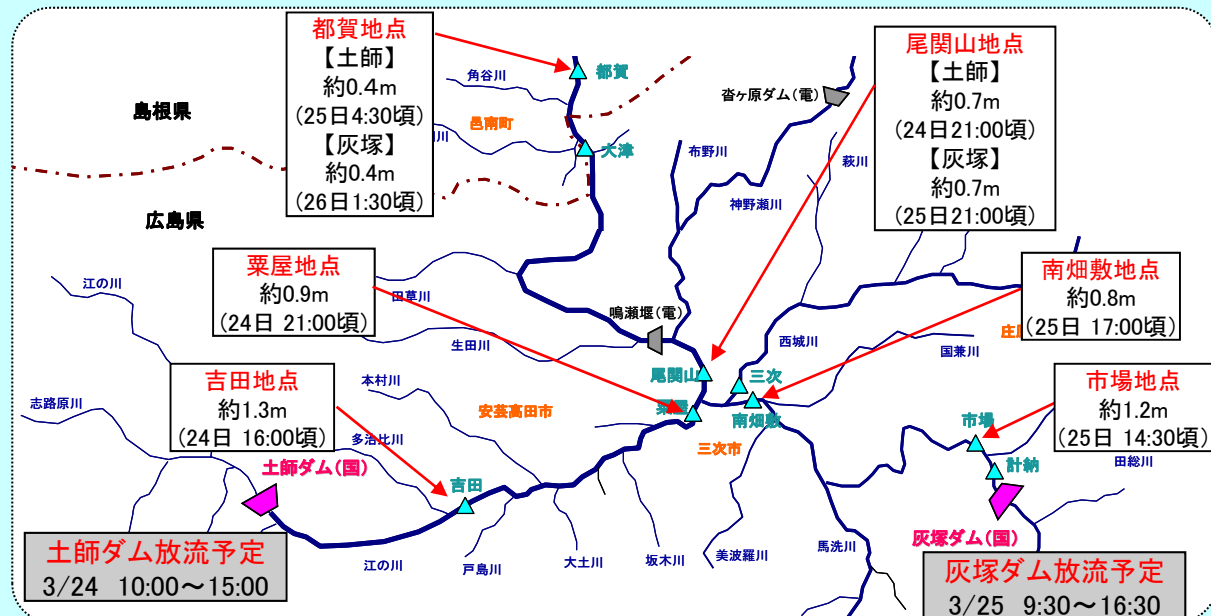 都賀地点
【土師】
約0.4m
(25日4:30頃)
【灰塚】
約0.4m
(26日1:30頃)
尾関山地点
【土師】
約0.7m
(24日21:00頃)
【灰塚】
約0.7m
(25日21:00頃)
都賀
角谷川
沓ヶ原ダム(電)
島根県
邑南町
川
大津
布野川
萩川
神野瀬川
広島県
粟屋地点
約0.9m
(24日 21:00頃)
南畑敷地点
約0.8m
(25日 17:00頃)
江の川
田草川
鳴瀬堰(電)
庄
生田川
西城川
国兼川
吉田地点
約1.3m
(24日 16:00頃)
本村川
尾関山
三次
市場地点
約1.2m
(25日 14:30頃)
志路原川
安芸高田市
粟屋
南畑敷
市場
多治比川
三次市
計納
田総川
土師ダム(国)
吉田
灰塚ダム(国)
土師ダム放流予定
3/24 10:00～15:00
江の川
戸島川
大土川
坂木川
美波羅川
馬洗川
灰塚ダム放流予定
3/25 9:30～16:30